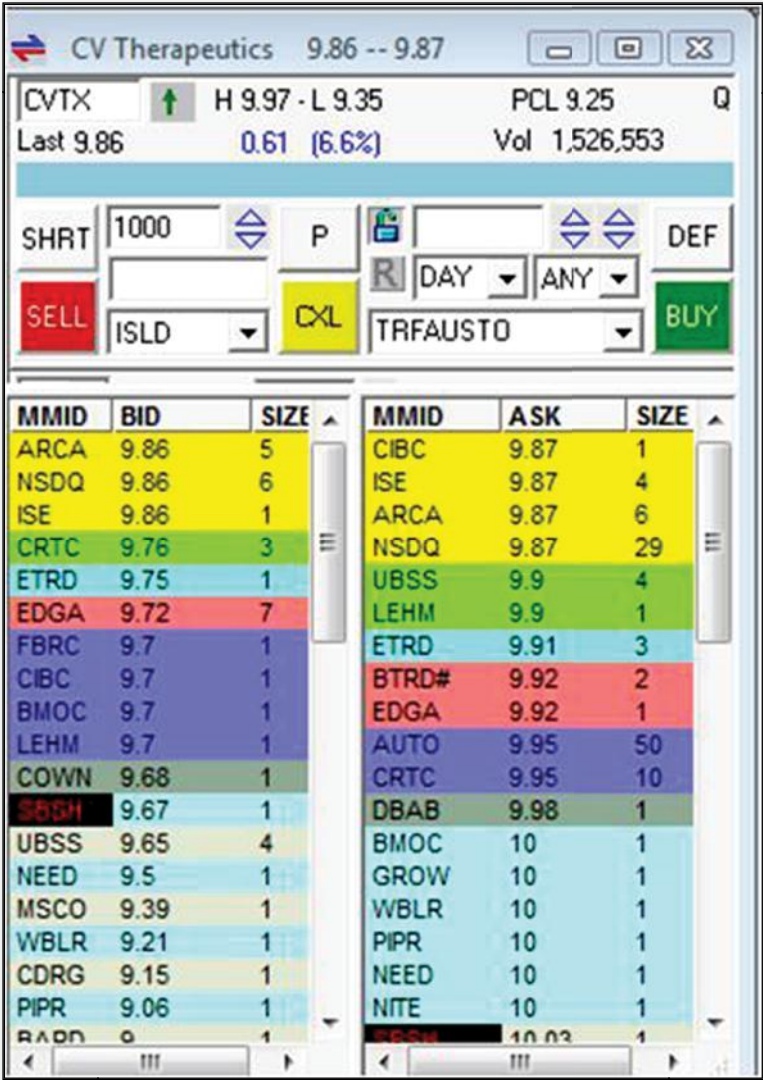 CV Therapeutics 9.86 -- 9.87
CVTX H 9.97 - L 9.35 PCL 9.25 Q
Last 9.86 0.61 (6.6%) Vol 1,526,553
SHRT 1000 P DEF
R DAY ANY
SELL ISLD CXL TRFAUSTO BUY
MMID BID SIZE MMID ASK SIZE
ARCA 9.86 5 CIBC 9.87 1
NSDQ 9.86 6 ISE 9.87 4
ISE 9.86 1 ARCA 9.87 6
CRTC 9.76 3 NSDQ 9.87 29
ETRD 9.75 1 UBSS 9.9 4
EDGA 9.72 7 LEHM 9.9 1
FBRC 9.7 1 ETRD 9.91 3
CIBC 9.7 1 BTRD# 9.92 2
BMOC 9.7 1 EDGA 9.92 1
LEHM 9.7 1 AUTO 9.95 50
COWN 9.68 1 CRTC 9.95 10
SBSH 9.67 1 DBAB 9.98 1
UBSS 9.65 4 BMOC 10 1
NEED 9.5 1 GROW 10 1
MSCO 9.39 1 WBLR 10 1
WBLR 9.21 1 PIPR 10 1
CDRG 9.15 1 NEED 10 1
PIPR 9.06 1 NITE 10 1
BARD 9 1 SBSH 10.03 1